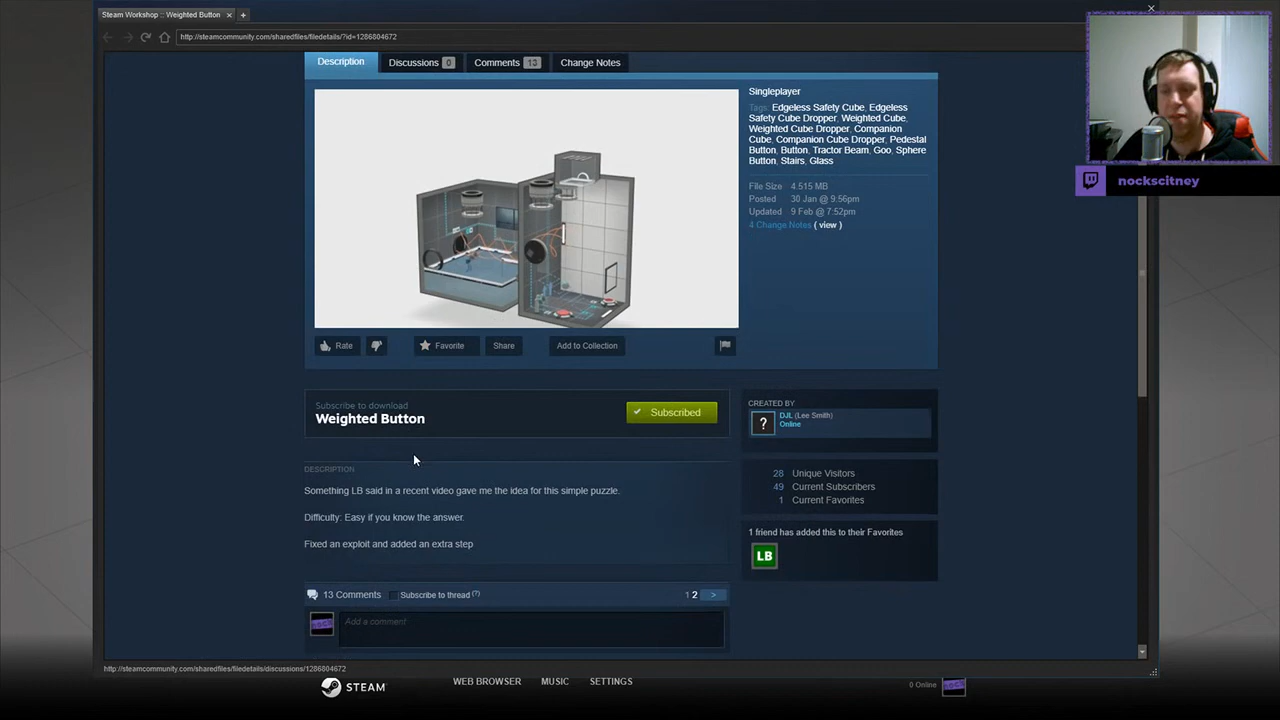 Steam Workshop :: Weighted Button
http://steamcommunity.com/sharedfiles/filedetails/?id=1286804672
Description
Discussions 0
Comments 13
Change Notes
Singleplayer
Tags: Edgeless Safety Cube, Edgeless
Safety Cube Dropper, Weighted Cube,
Weighted Cube Dropper, Companion
Cube, Companion Cube Dropper, Pedestal
Button, Button, Tractor Beam, Goo, Sphere
Button, Stairs, Glass
File Size 4.515 MB
Posted 30 Jan @ 9:56pm
Updated 9 Feb @ 7:52pm
4 Change Notes ( view )
nockscitney
Rate
Favorite
Share
Add to Collection
Subscribe to download
Weighted Button
Subscribed
CREATED BY
DJL (Lee Smith)
Online
?
DESCRIPTION
Something LB said in a recent video gave me the idea for this simple puzzle.
Difficulty: Easy if you know the answer.
Fixed an exploit and added an extra step
28 Unique Visitors
49 Current Subscribers
1 Current Favorites
1 friend has added this to their Favorites
LB
13 Comments
Subscribe to thread (?)
1 2 >
Add a comment
http://steamcommunity.com/sharedfiles/filedetails/discussions/1286804672
STEAM
WEB BROWSER
MUSIC
SETTINGS
0 Online